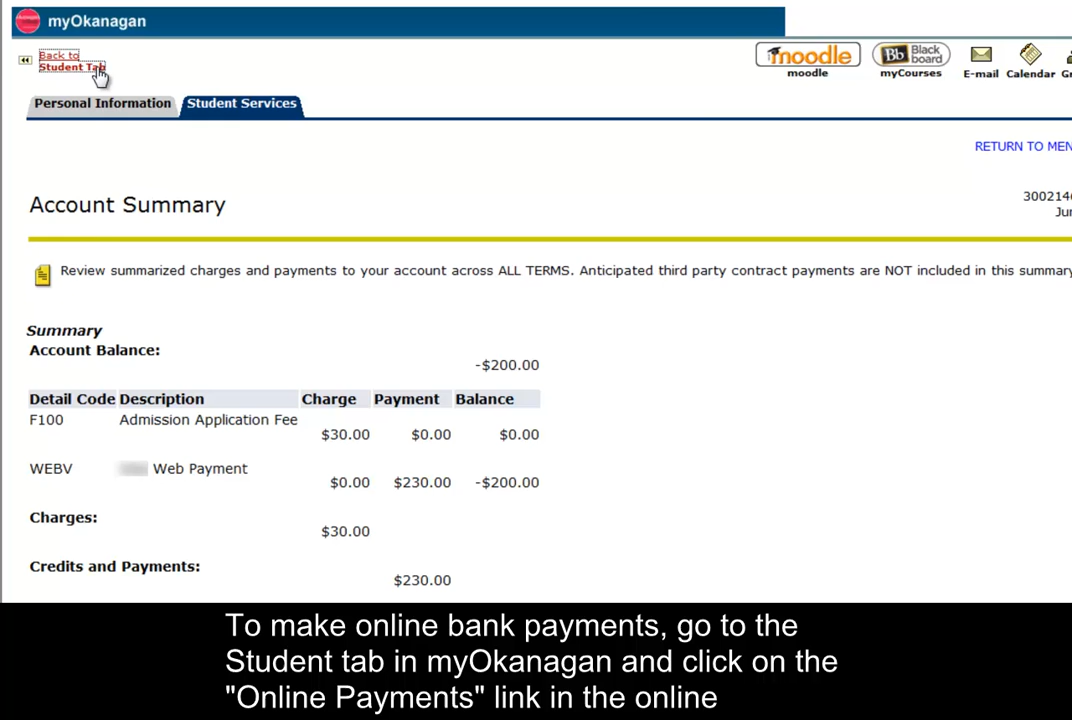 myOkanagan
Back to
Student Tab
moodle
moodle
Bb Black
board
myCourses
E-mail
Calendar
Personal Information
Student Services
RETURN TO MEN
Account Summary
300214
Review summarized charges and payments to your account across ALL TERMS. Anticipated third party contract payments are NOT included in this summary
Summary
Account Balance:
-$200.00
Detail Code Description Charge Payment Balance
F100 Admission Application Fee
$30.00 $0.00 $0.00
WEBV Web Payment
$0.00 $230.00 -$200.00
Charges:
$30.00
Credits and Payments:
$230.00
To make online bank payments, go to the
Student tab in myOkanagan and click on the
"Online Payments" link in the online